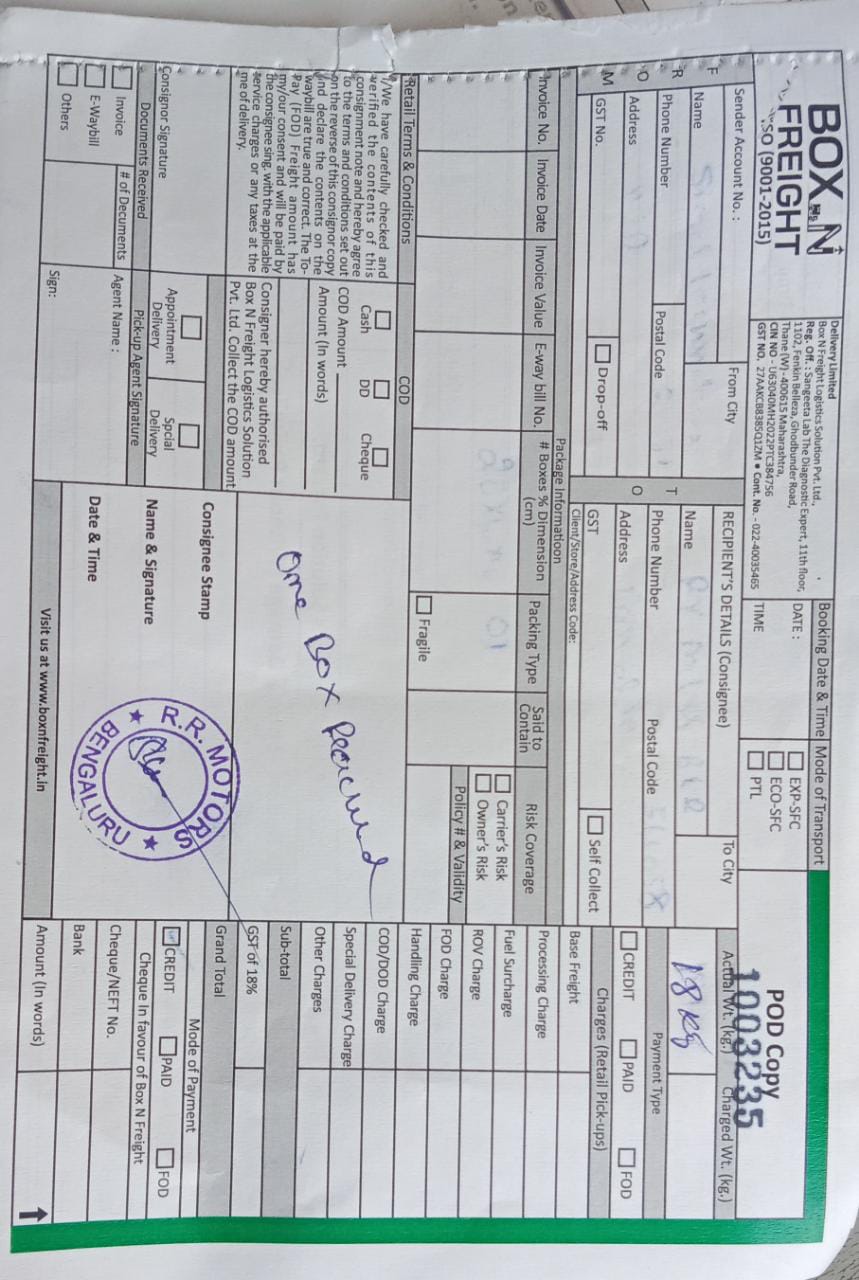 BOX N
FREIGHT
SO (9001-2015)
Delivery Limited
Box N Freight Logistics Solution Pvt. Ltd.,
Reg. Off. : Sangeeta Lab The Diagnostic Expert, 11th floor,
1102, Fenkin Belleza, Ghodbunder Road,
Thane (W) - 400615 Maharashtra,
CIN NO - U63040MH2022PTC384756
GST NO. 27AAKCB8385Q1ZM • Cont. No. - 022-40035465
Booking Date & Time
DATE :
TIME
Mode of Transport
EXP-SFC
ECO-SFC
PTL
POD Copy
1003235
Sender Account No. :
From City
RECIPIENT'S DETAILS (Consignee)
To City
Actual Wt. (kg.)
Charged Wt. (kg.)
18 kg
F
R
O
M
Name
Phone Number
Postal Code
Address
GST No.
Drop-off
T
O
Name
Phone Number
Postal Code
Address
GST
Self Collect
Client/Store/Address Code:
Payment Type
CREDIT
PAID
FOD
Charges (Retail Pick-ups)
Package Informatioon
Invoice No.
Invoice Date
Invoice Value
E-way bill No.
# Boxes % Dimension
(cm)
Packing Type
Said to
Contain
Risk Coverage
01
Carrier's Risk
Owner's Risk
Policy # & Validity
Fragile
Base Freight
Processing Charge
Fuel Surcharge
ROV Charge
FOD Charge
Handling Charge
COD/DOD Charge
Special Delivery Charge
Other Charges
Sub-total
GST of 18%
Grand Total
Retail Terms & Conditions
I/We have carefully checked and
verified the contents of this
consignment note and hereby agree
to the terms and conditions set out
on the reverse of this consignor copy
and declare the contents on the
waybill are true and correct. The To-
Pay (FOD) Freight amount has
my/our consent and will be paid by
the consignee sing. with the applicable
service charges or any taxes at the
me of delivery.
Consignor Signature
COD
Cash
DD
Cheque
COD Amount
Amount (In words)
Consigner hereby authorised
Box N Freight Logistics Solution
Pvt. Ltd. Collect the COD amount
Appointment
Delivery
Spcial
Delivery
One Box Received
Consignee Stamp
Name & Signature
Date & Time
R.R. MOTORS
BENGALURU
Documents Received
Invoice
E-Waybill
Others
# of Decuments
Pick-up Agent Signature
Agent Name :
Sign:
Mode of Payment
CREDIT
PAID
FOD
Cheque In favour of Box N Freight
Cheque/NEFT No.
Bank
Amount (In words)
Visit us at www.boxnfreight.in